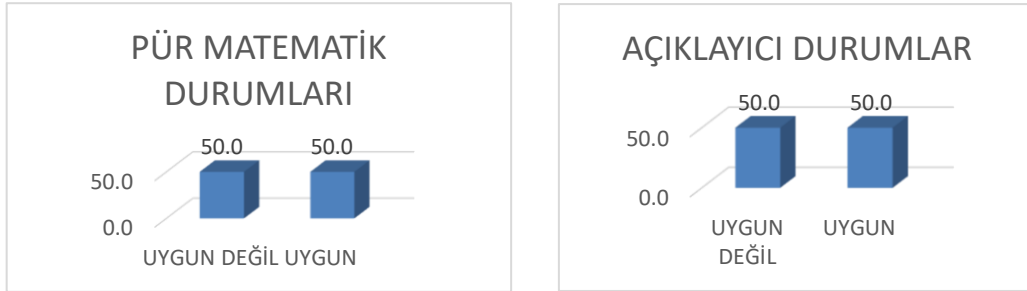 PÜR MATEMATİK
DURUMLARI
50.0 50.0
50.0
0.0
UYGUN DEĞİL UYGUN
AÇIKLAYICI DURUMLAR
50.0 50.0
50.0
0.0
UYGUN UYGUN
DEĞİL